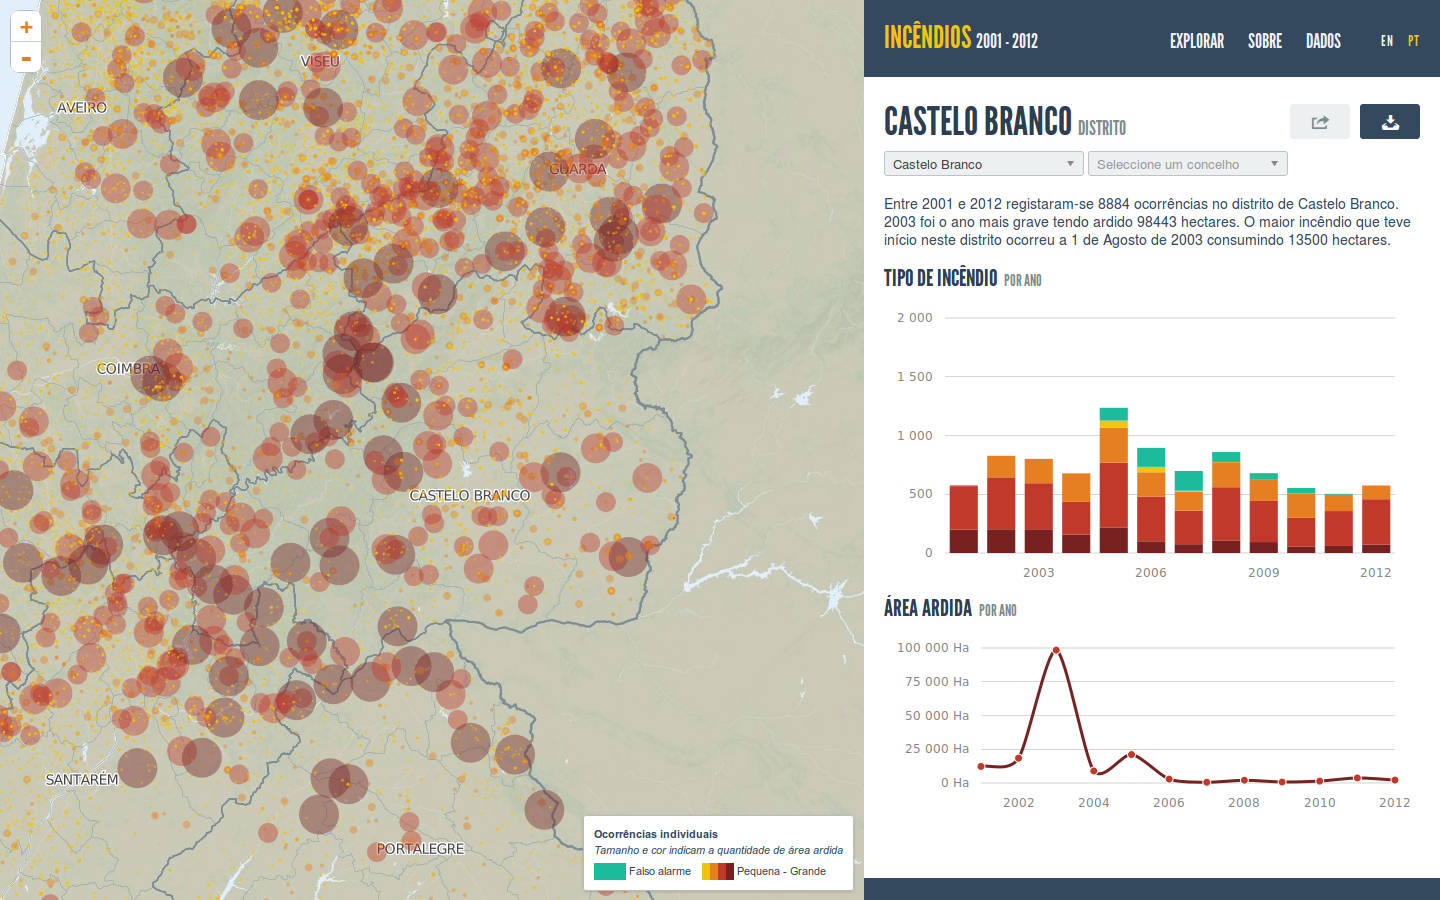 +
-
VISEU
AVEIRO
GUARDA
COIMBRA
CASTELO BRANCO
SANTARÉM
PORTALEGRE
Ocorrências individuais
Tamanho e cor indicam a quantidade de área ardida
Falso alarme Pequena - Grande
INCÊNDIOS 2001 - 2012 EXPLORAR SOBRE DADOS EN PT
CASTELO BRANCO DISTRITO
Castelo Branco Seleccione um concelho
Entre 2001 e 2012 registaram-se 8884 ocorrências no distrito de Castelo Branco.
2003 foi o ano mais grave tendo ardido 98443 hectares. O maior incêndio que teve
início neste distrito ocorreu a 1 de Agosto de 2003 consumindo 13500 hectares.
TIPO DE INCÊNDIO POR ANO
2 000
1 500
1 000
500
0
2003 2006 2009 2012
ÁREA ARDIDA POR ANO
100 000 Ha
75 000 Ha
50 000 Ha
25 000 Ha
0 Ha
2002 2004 2006 2008 2010 2012